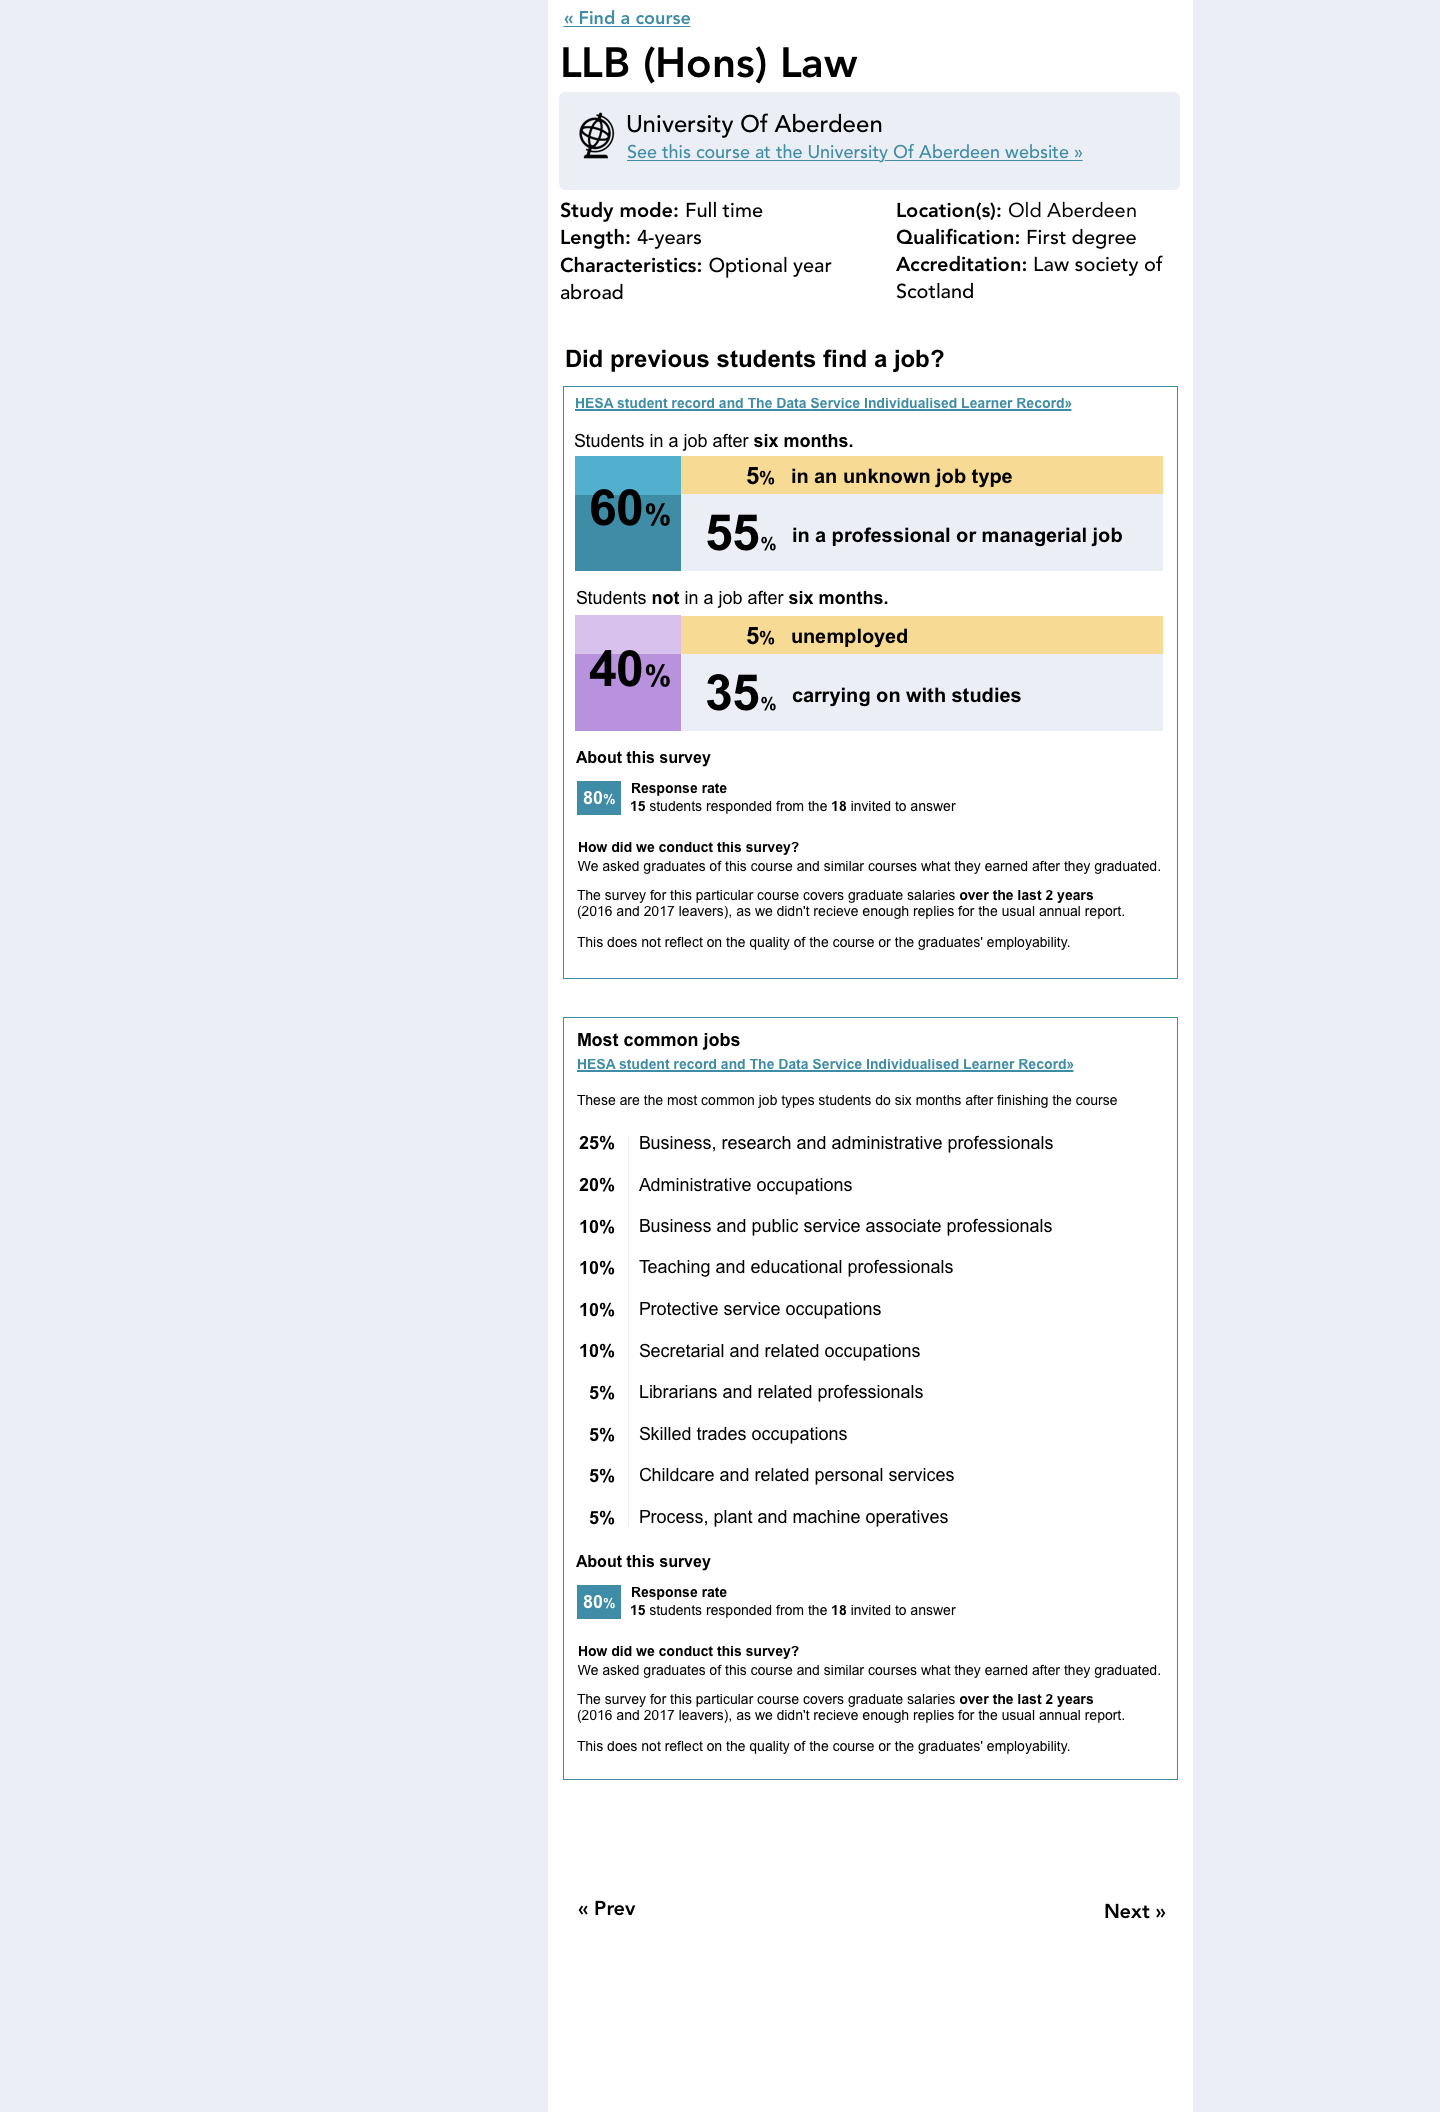 « Find a course
LLB (Hons) Law
University Of Aberdeen
See this course at the University Of Aberdeen website »
Study mode: Full time
Length: 4-years
Characteristics: Optional year
abroad
Location(s): Old Aberdeen
Qualification: First degree
Accreditation: Law society of
Scotland
Did previous students find a job?
HESA student record and The Data Service Individualised Learner Record»
Students in a job after six months.
60%
5% in an unknown job type
55% in a professional or managerial job
Students not in a job after six months.
40%
5% unemployed
35% carrying on with studies
About this survey
80%
Response rate
15 students responded from the 18 invited to answer
How did we conduct this survey?
We asked graduates of this course and similar courses what they earned after they graduated.
The survey for this particular course covers graduate salaries over the last 2 years
(2016 and 2017 leavers), as we didn't recieve enough replies for the usual annual report.
This does not reflect on the quality of the course or the graduates' employability.
Most common jobs
HESA student record and The Data Service Individualised Learner Record»
These are the most common job types students do six months after finishing the course
25% Business, research and administrative professionals
20% Administrative occupations
10% Business and public service associate professionals
10% Teaching and educational professionals
10% Protective service occupations
10% Secretarial and related occupations
5% Librarians and related professionals
5% Skilled trades occupations
5% Childcare and related personal services
5% Process, plant and machine operatives
About this survey
80%
Response rate
15 students responded from the 18 invited to answer
How did we conduct this survey?
We asked graduates of this course and similar courses what they earned after they graduated.
The survey for this particular course covers graduate salaries over the last 2 years
(2016 and 2017 leavers), as we didn't recieve enough replies for the usual annual report.
This does not reflect on the quality of the course or the graduates' employability.
« Prev
Next »